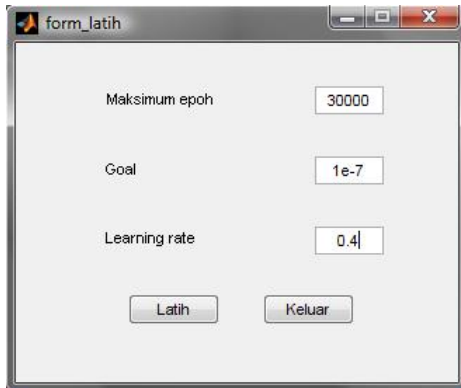 form_latih
Maksimum epoh 30000
Goal 1e-7
Learning rate 0.4
Latih Keluar